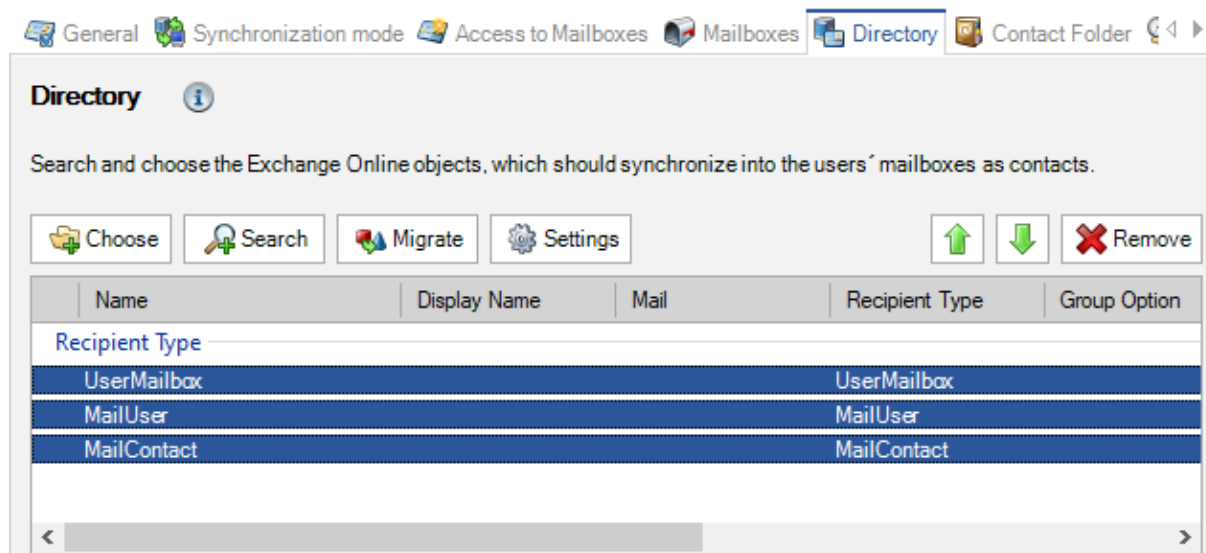 General Synchronization mode Access to Mailboxes Mailboxes Directory Contact Folder
Directory
Search and choose the Exchange Online objects, which should synchronize into the users´ mailboxes as contacts.
Choose Search Migrate Settings Remove
Name Display Name Mail Recipient Type Group Option
Recipient Type
UserMailbox UserMailbox
MailUser MailUser
MailContact MailContact